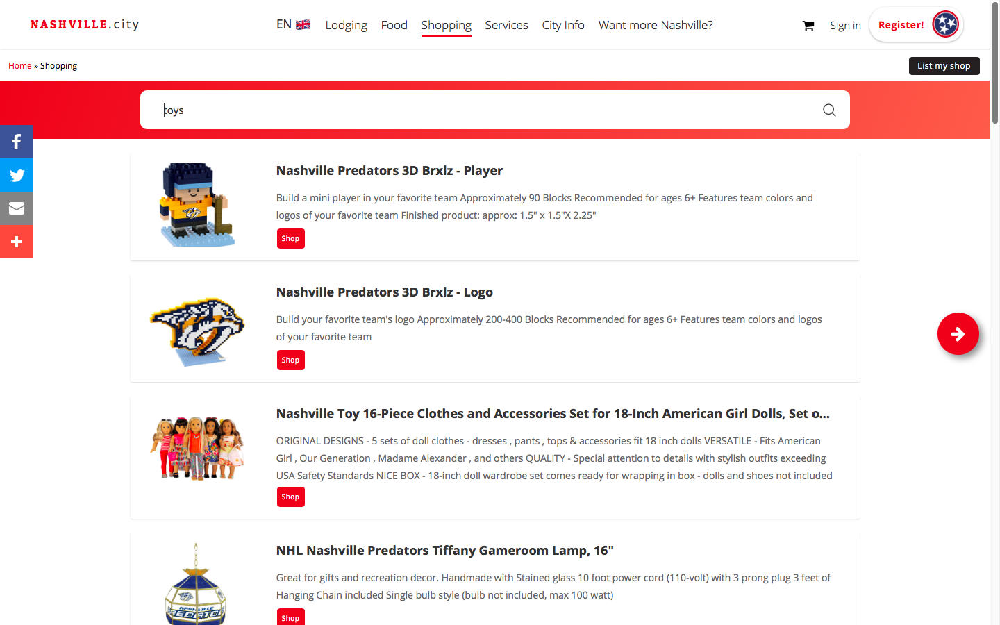 NASHVILLE.city
EN Lodging Food Shopping Services City Info Want more Nashville? Sign in Register!
Home » Shopping
List my shop
toys
Nashville Predators 3D Brxlz - Player
Build a mini player in your favorite team Approximately 90 Blocks Recommended for ages 6+ Features team colors and
logos of your favorite team Finished product: approx: 1.5" x 1.5"X 2.25"
Shop
Nashville Predators 3D Brxlz - Logo
Build your favorite team's logo Approximately 200-400 Blocks Recommended for ages 6+ Features team colors and logos
of your favorite team
Shop
Nashville Toy 16-Piece Clothes and Accessories Set for 18-Inch American Girl Dolls, Set o...
ORIGINAL DESIGNS - 5 sets of doll clothes - dresses , pants , tops & accessories fit 18 inch dolls VERSATILE - Fits American
Girl , Our Generation , Madame Alexander , and others QUALITY - Special attention to details with stylish outfits exceeding
USA Safety Standards NICE BOX - 18-inch doll wardrobe set comes ready for wrapping in box - dolls and shoes not included
Shop
NHL Nashville Predators Tiffany Gameroom Lamp, 16"
Great for gifts and recreation decor. Handmade with Stained glass 10 foot power cord (110-volt) with 3 prong plug 3 feet of
Hanging Chain included Single bulb style (bulb not included, max 100 watt)
NASHVILLE
PREDATORS
Shop